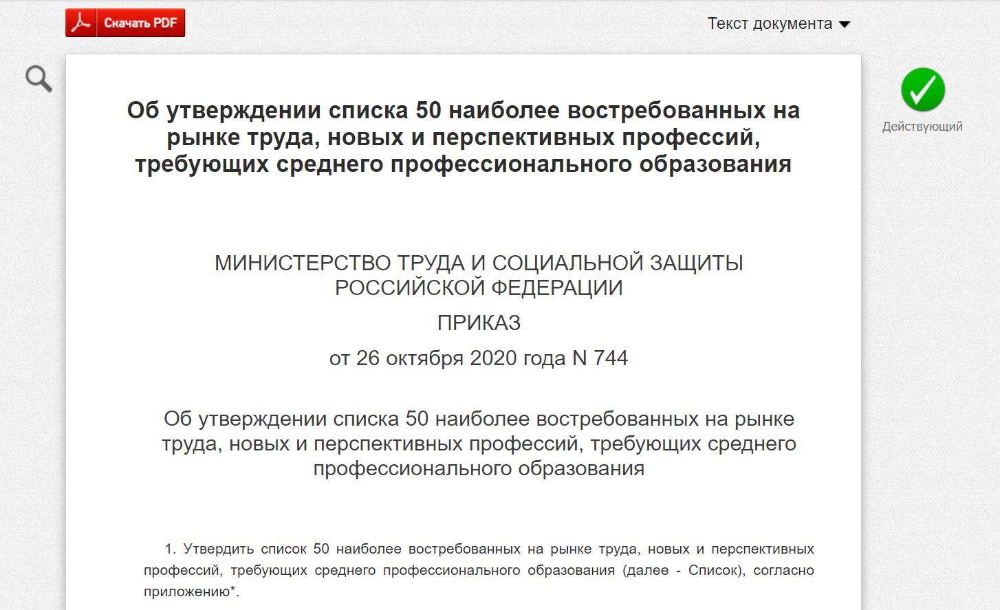 Скачать PDF
Текст документа
Действующий
Об утверждении списка 50 наиболее востребованных на
рынке труда, новых и перспективных профессий,
требующих среднего профессионального образования
МИНИСТЕРСТВО ТРУДА И СОЦИАЛЬНОЙ ЗАЩИТЫ
РОССИЙСКОЙ ФЕДЕРАЦИИ
ПРИКАЗ
от 26 октября 2020 года N 744
Об утверждении списка 50 наиболее востребованных на рынке
труда, новых и перспективных профессий, требующих среднего
профессионального образования
1. Утвердить список 50 наиболее востребованных на рынке труда, новых и перспективных
профессий, требующих среднего профессионального образования (далее - Список), согласно
приложению*.